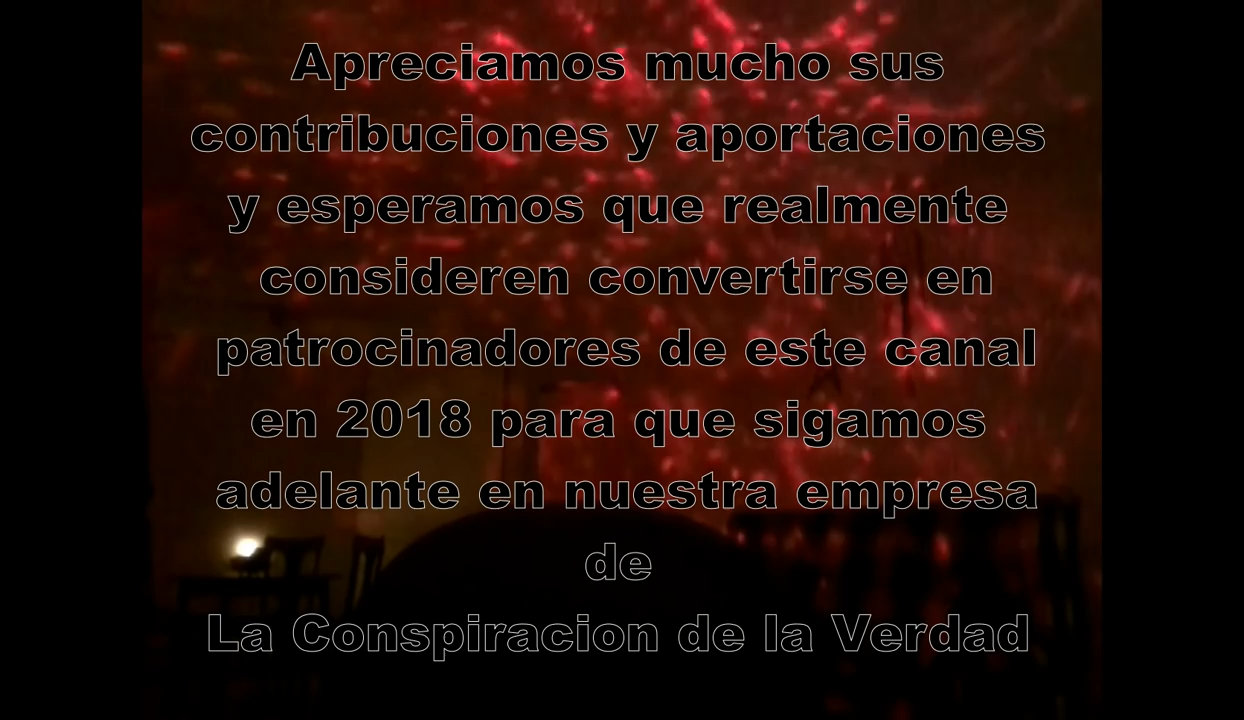 Apreciamos mucho sus
contribuciones y aportaciones
y esperamos que realmente
consideren convertirse en
patrocinadores de este canal
en 2018 para que sigamos
adelante en nuestra empresa
de
La Conspiracion de la Verdad